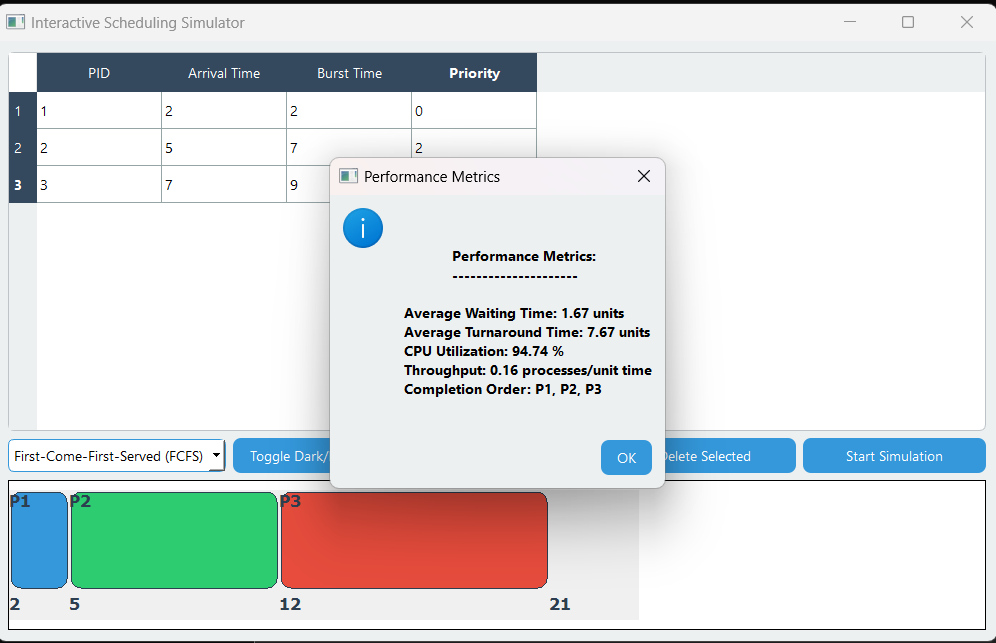 Interactive Scheduling Simulator
PID Arrival Time Burst Time Priority
1 1 2 2 0
2 2 5 7 2
3 3 7 9
Performance Metrics
Performance Metrics:
---------------------
Average Waiting Time: 1.67 units
Average Turnaround Time: 7.67 units
CPU Utilization: 94.74 %
Throughput: 0.16 processes/unit time
Completion Order: P1, P2, P3
OK
First-Come-First-Served (FCFS) Toggle Dark/ Delete Selected Start Simulation
P1 P2 P3
2 5 12 21